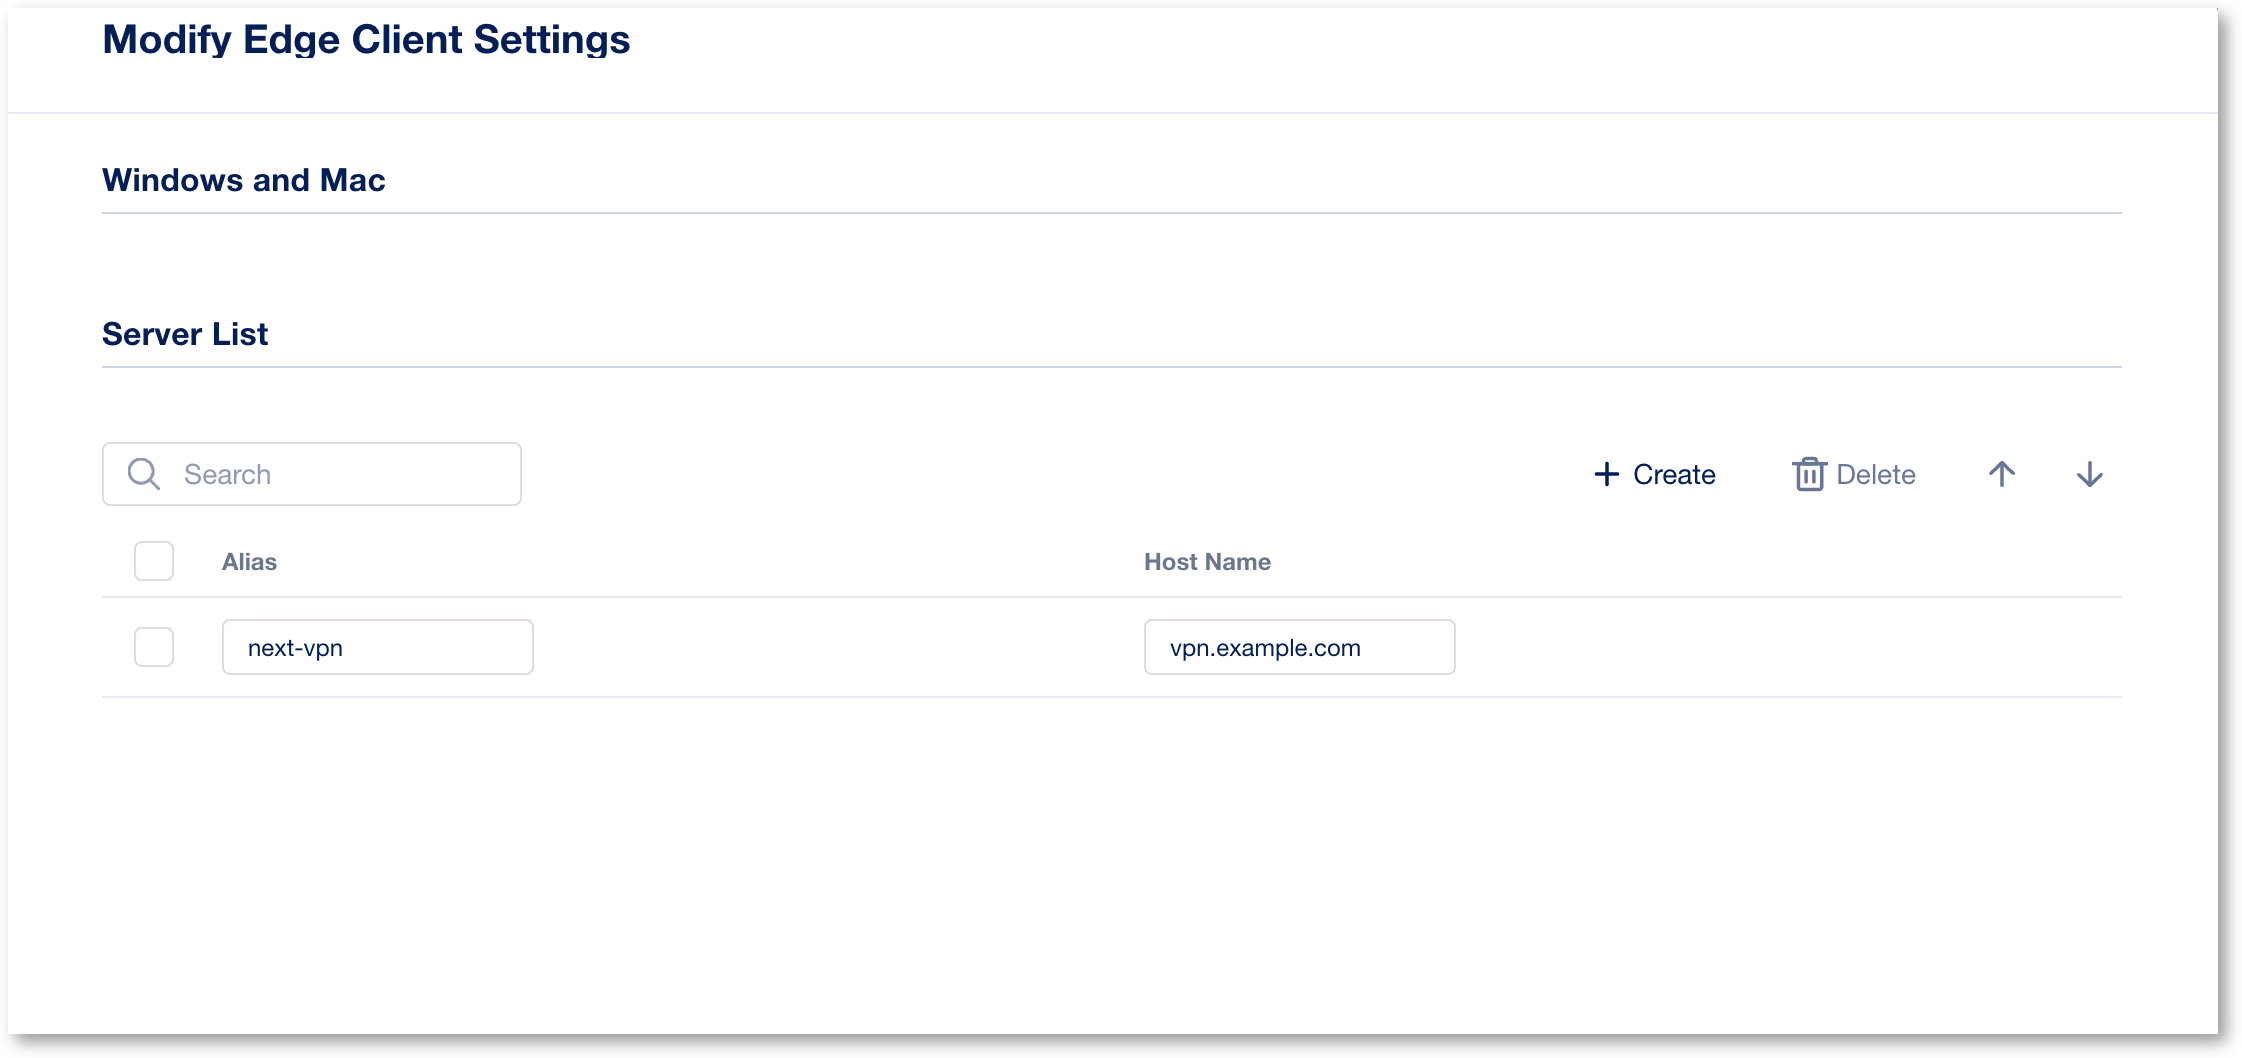 Modify Edge Client Settings
Windows and Mac
Server List
Search
Create
Delete
Alias
Host Name
next-vpn
vpn.example.com